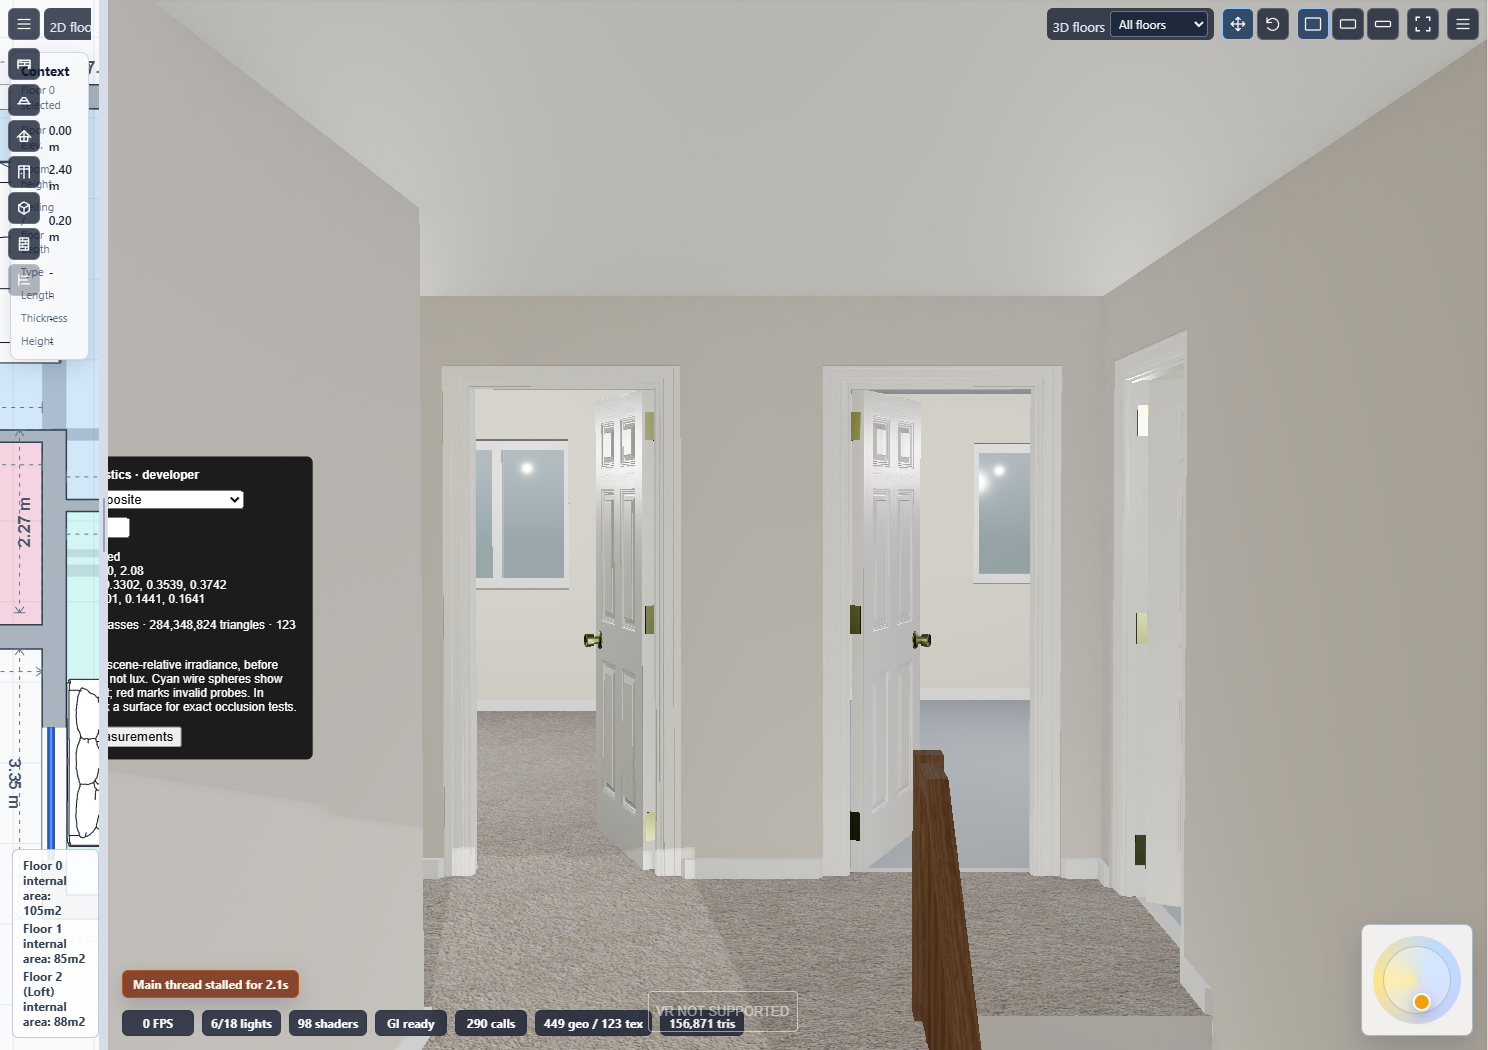 2D floo
3D floors
All floors
Context
7.
Floor 0
selected
0.00
m
2.40
height
m
0.20
m
Type -
Length
-
Thickness
-
Height
-
2.27 m
3.35 m
stics · developer
posite
ed
0, 2.08
0.3302, 0.3539, 0.3742
01, 0.1441, 0.1641
asses · 284,348,824 triangles · 123
scene-relative irradiance, before
not lux. Cyan wire spheres show
; red marks invalid probes. In
k a surface for exact occlusion tests.
asurements
Floor 0
internal
area:
105m2
Floor 1
internal
area: 85m2
Floor 2
(Loft)
internal
area: 88m2
Main thread stalled for 2.1s
VR NOT SUPPORTED
0 FPS
6/18 lights
98 shaders
GI ready
290 calls
449 geo / 123 tex
156,871 tris